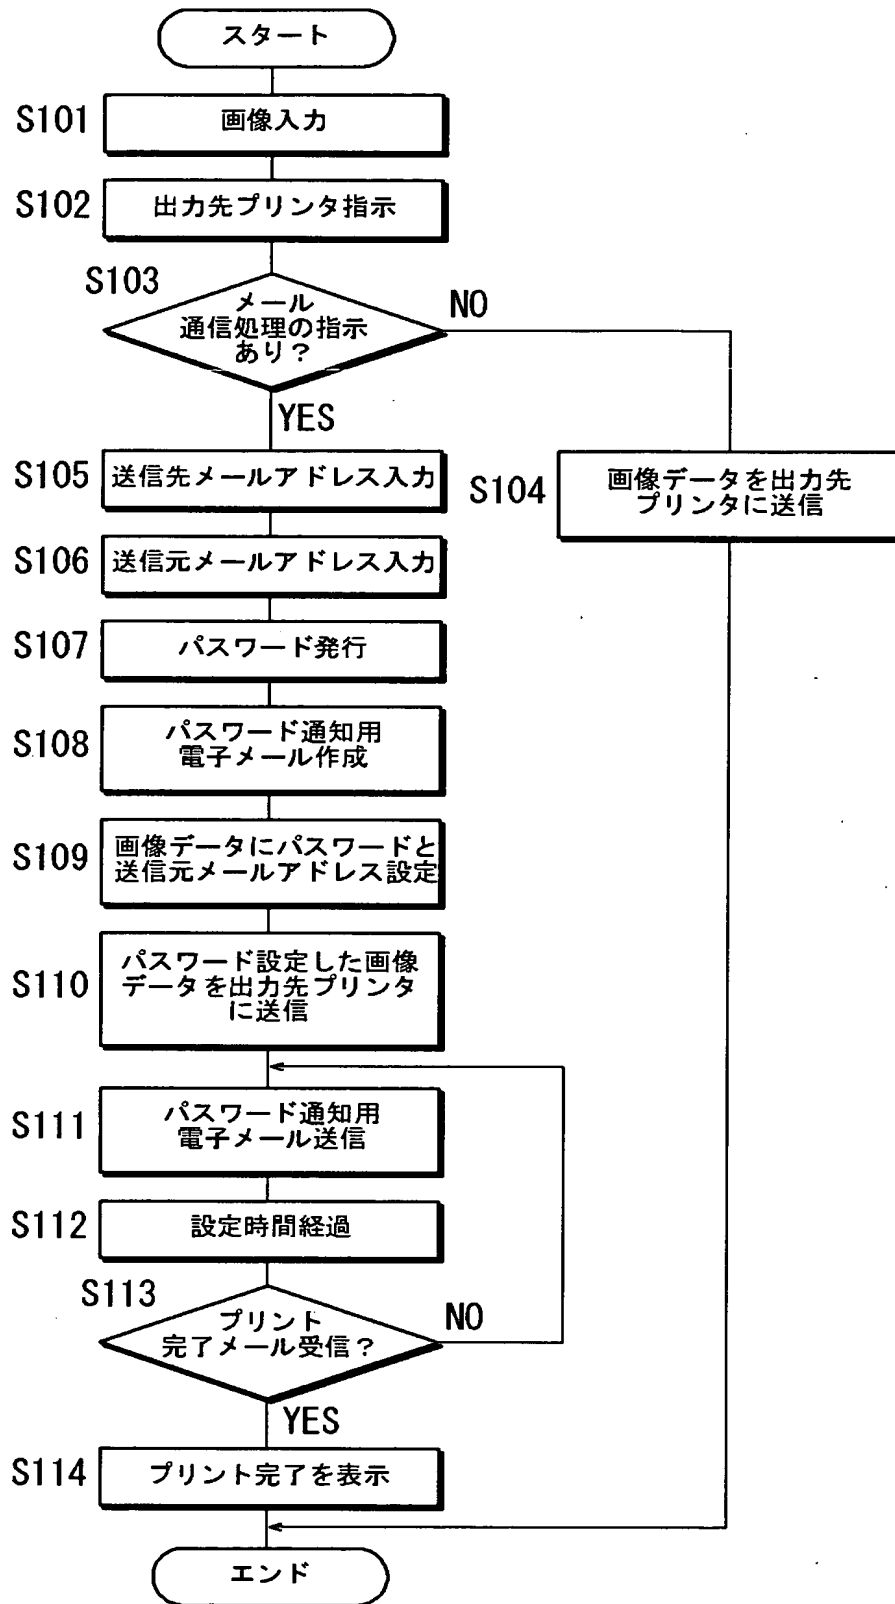 スタート
S101
画像入力
S102
出力先プリンタ指示
S103
メール
通信処理の指示
あり？
NO
YES
S105
送信先メールアドレス入力
S104
画像データを出力先
プリンタに送信
S106
送信元メールアドレス入力
S107
パスワード発行
S108
パスワード通知用
電子メール作成
S109
画像データにパスワードと
送信元メールアドレス設定
S110
パスワード設定した画像
データを出力先プリンタ
に送信
S111
パスワード通知用
電子メール送信
S112
設定時間経過
S113
プリント
完了メール受信？
NO
YES
S114
プリント完了を表示
エンド